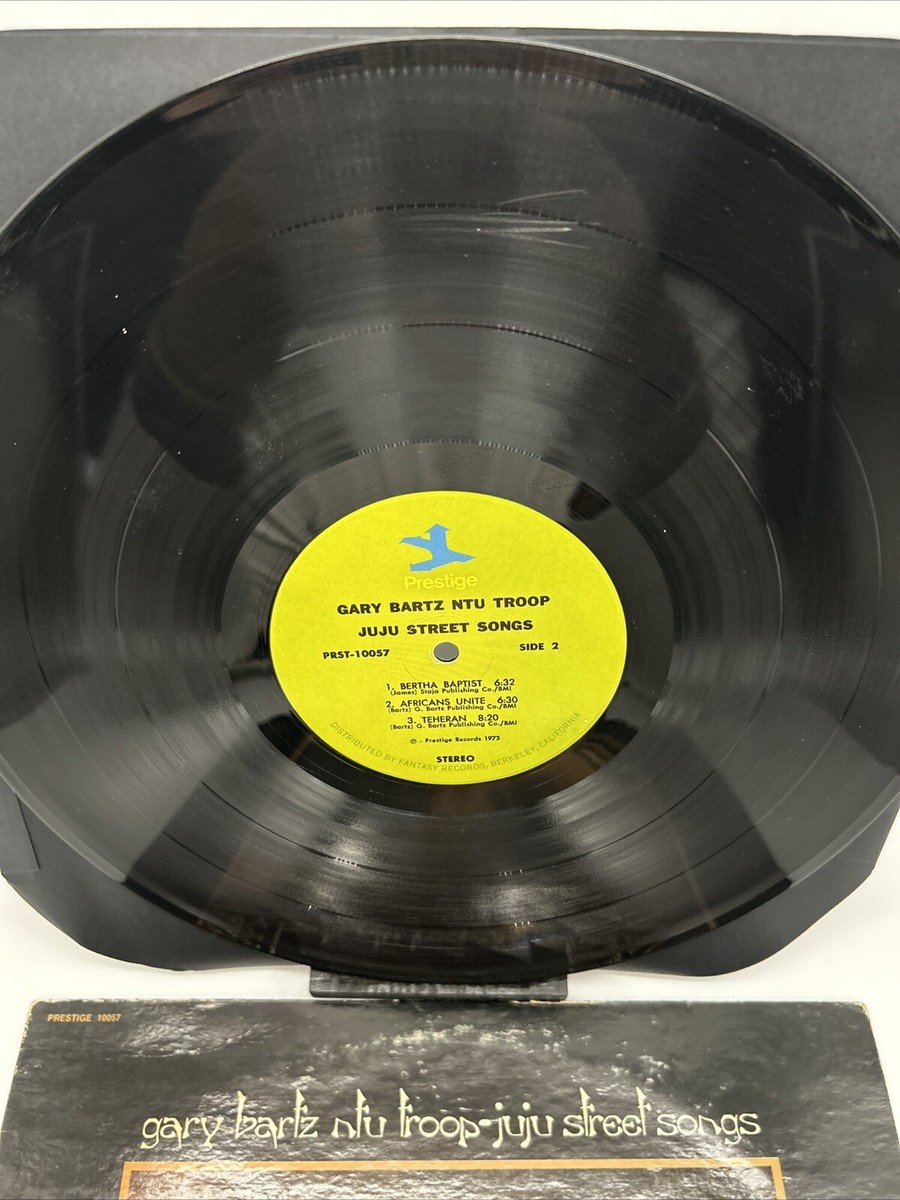 Prestige
GARY BARTZ NTU TROOP
JUJU STREET SONGS
PRST-10057 SIDE 2
1. BERTHA BAPTIST 6:32
(James) Staja Publishing Co./BMI
2. AFRICANS UNITE 6:30
(Bartz) G. Bartz Publishing Co./BMI
3. TEHERAN 8:20
(Bartz) G. Bartz Publishing Co./BMI
℗ - Prestige Records 1973
STEREO
DISTRIBUTED BY FANTASY RECORDS, BERKELEY, CALIFORNIA
PRESTIGE 10057
gary bartz ntu troop-juju street songs